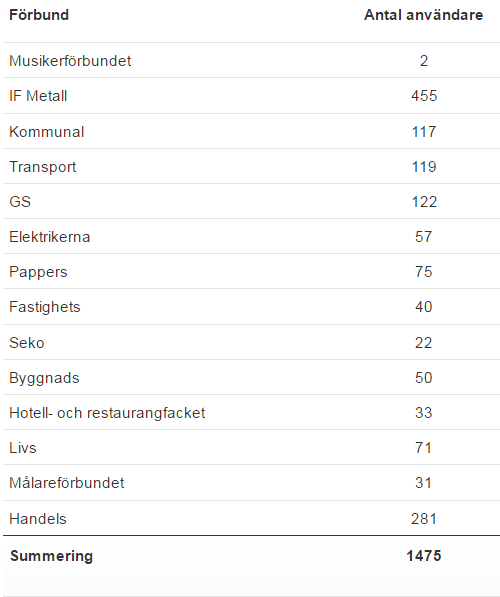 Förbund Antal användare
Musikerförbundet 2
IF Metall 455
Kommunal 117
Transport 119
GS 122
Elektrikerna 57
Pappers 75
Fastighets 40
Seko 22
Byggnads 50
Hotell- och restaurangfacket 33
Livs 71
Målareförbundet 31
Handels 281
Summering 1475